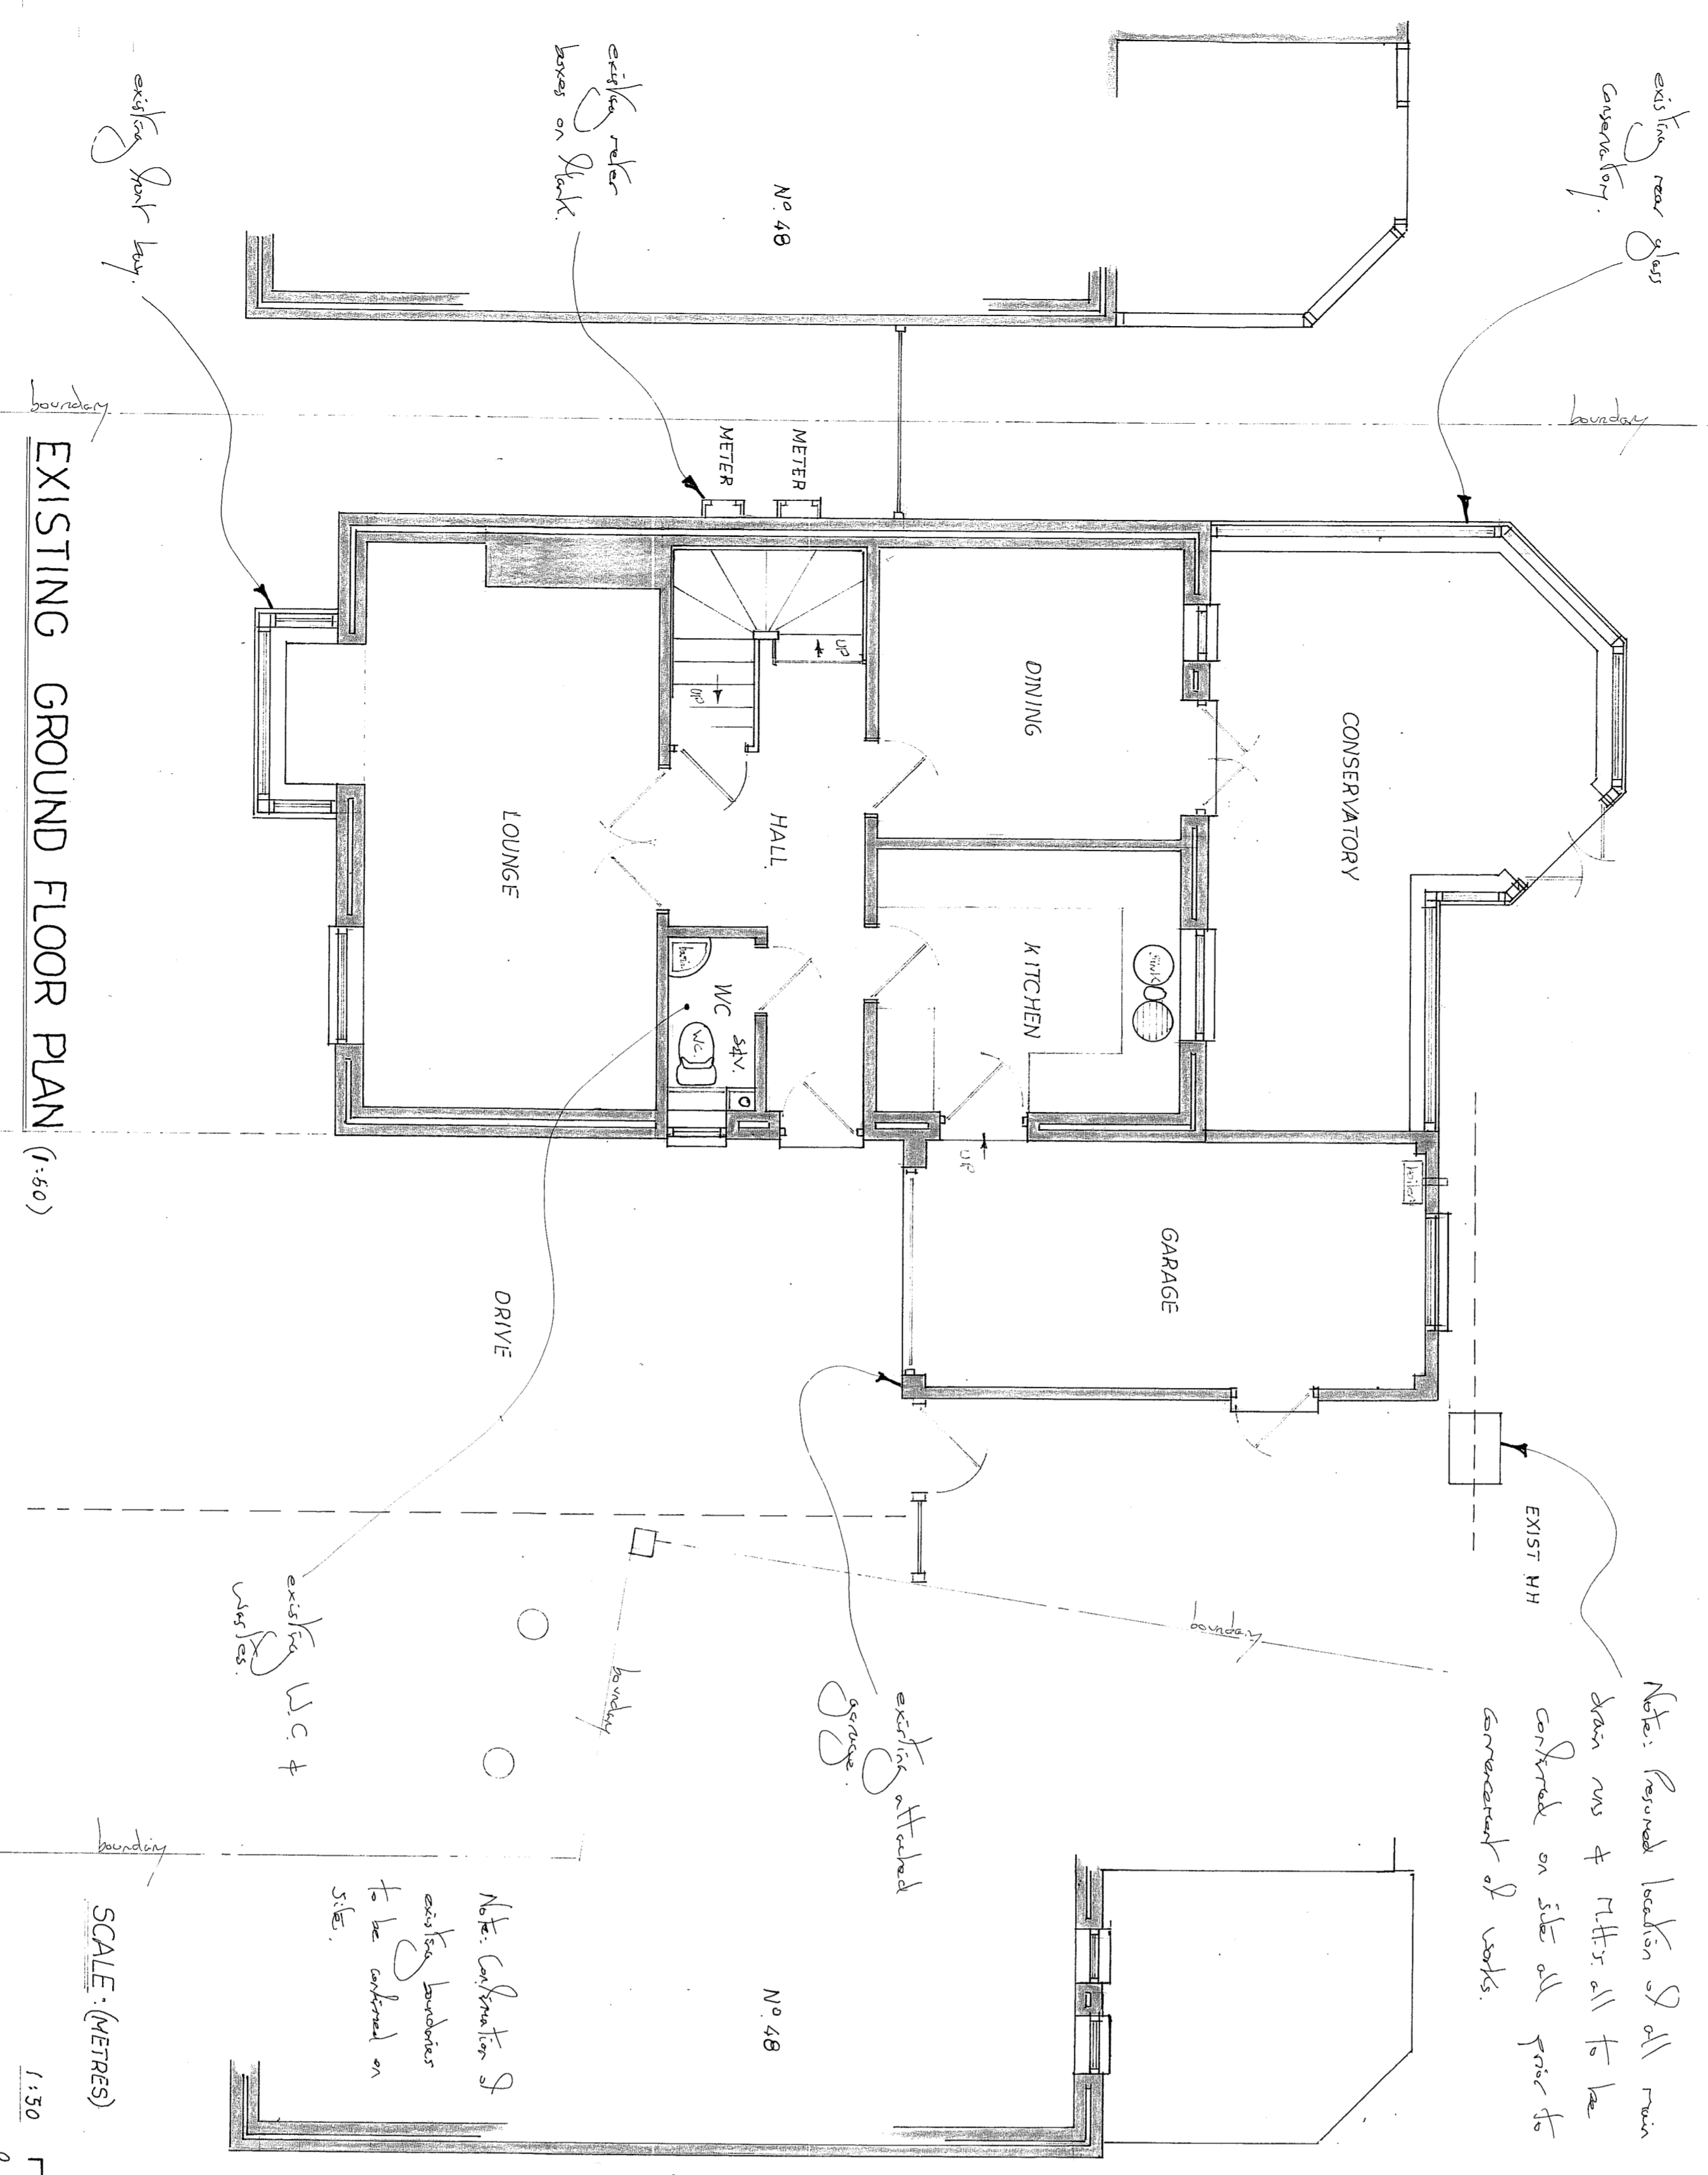 existing rear glass
conservatory.
boundary
CONSERVATORY
EXIST MH
Note: Presumed location of all main
drain runs & M.H's all to be
confirmed on site all prior to
commencement of works.
boundary
GARAGE
boiler
UP
DINING
KITCHEN
SINK
Nº 48
existing meter
boxes on flank.
METER
METER
UP
UP
HALL
WC
basin
W.C.
S&V.
existing attached
garage.
Nº 48
LOUNGE
DRIVE
boundary
existing front bay.
existing W.C. &
wastes.
Note: Confirmation of
existing boundaries
to be confirmed on
site.
boundary
boundary
EXISTING GROUND FLOOR PLAN (1:50)
SCALE: (METRES)
1:50
0